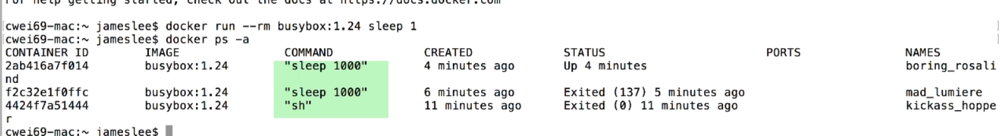 For help getting started, check out the docs at https://docs.docker.com
[cwei69-mac:~ jameslee$ docker run --rm busybox:1.24 sleep 1 ]
[cwei69-mac:~ jameslee$ docker ps -a ]
CONTAINER ID IMAGE COMMAND CREATED STATUS PORTS NAMES
2ab416a7f014 busybox:1.24 "sleep 1000" 4 minutes ago Up 4 minutes boring_rosali
nd
f2c32e1f0ffc busybox:1.24 "sleep 1000" 6 minutes ago Exited (137) 5 minutes ago mad_lumiere
4424f7a51444 busybox:1.24 "sh" 11 minutes ago Exited (0) 11 minutes ago kickass_hoppe
r
cwei69-mac:~ jameslee$